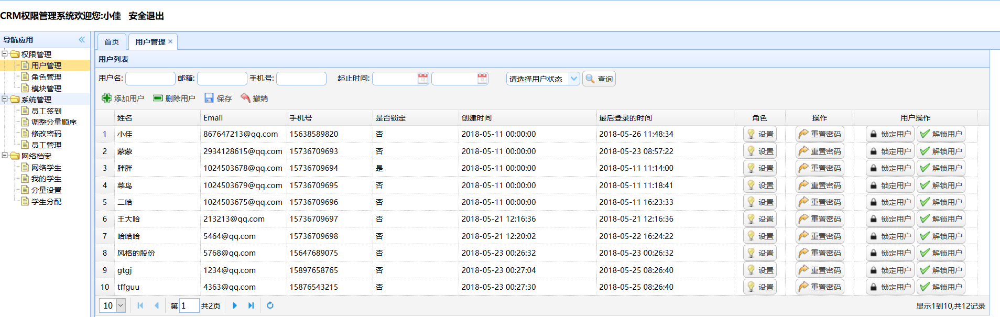 CRM权限管理系统欢迎您:小佳 安全退出
导航应用
权限管理
用户管理
角色管理
模块管理
系统管理
员工签到
调整分量顺序
修改密码
员工管理
网络档案
网络学生
我的学生
分量设置
学生分配
首页 用户管理
用户列表
用户名: 邮箱: 手机号: 起止时间: 请选择用户状态 查询
添加用户 删除用户 保存 撤销
姓名 Email 手机号 是否锁定 创建时间 最后登录的时间 角色 操作 用户操作
1 小佳 867647213@qq.com 15638589820 否 2018-05-11 00:00:00 2018-05-26 11:48:34 设置 重置密码 锁定用户 解锁用户
2 蒙蒙 2934128615@qq.com 15736709693 否 2018-05-11 00:00:00 2018-05-23 08:57:22 设置 重置密码 锁定用户 解锁用户
3 胖胖 1024503678@qq.com 15736709694 是 2018-05-11 00:00:00 2018-05-11 11:14:00 设置 重置密码 锁定用户 解锁用户
4 菜鸟 1024503679@qq.com 15736709695 否 2018-05-11 00:00:00 2018-05-11 11:18:41 设置 重置密码 锁定用户 解锁用户
5 二哈 1024503675@qq.com 15736709696 否 2018-05-11 00:00:00 2018-05-11 16:23:33 设置 重置密码 锁定用户 解锁用户
6 王大哈 213213@qq.com 15736709697 否 2018-05-21 12:16:36 2018-05-21 12:16:36 设置 重置密码 锁定用户 解锁用户
7 哈哈哈 5464@qq.com 15736709698 否 2018-05-21 12:20:02 2018-05-22 16:24:22 设置 重置密码 锁定用户 解锁用户
8 风格的股份 5768@qq.com 15647689075 否 2018-05-23 00:26:32 2018-05-23 00:26:32 设置 重置密码 锁定用户 解锁用户
9 gtgj 1234@qq.com 15897658765 否 2018-05-23 00:27:04 2018-05-25 08:26:40 设置 重置密码 锁定用户 解锁用户
10 tffguu 4363@qq.com 15876543215 否 2018-05-23 00:27:30 2018-05-25 08:26:40 设置 重置密码 锁定用户 解锁用户
10 第 1 共2页 显示1到10,共12记录